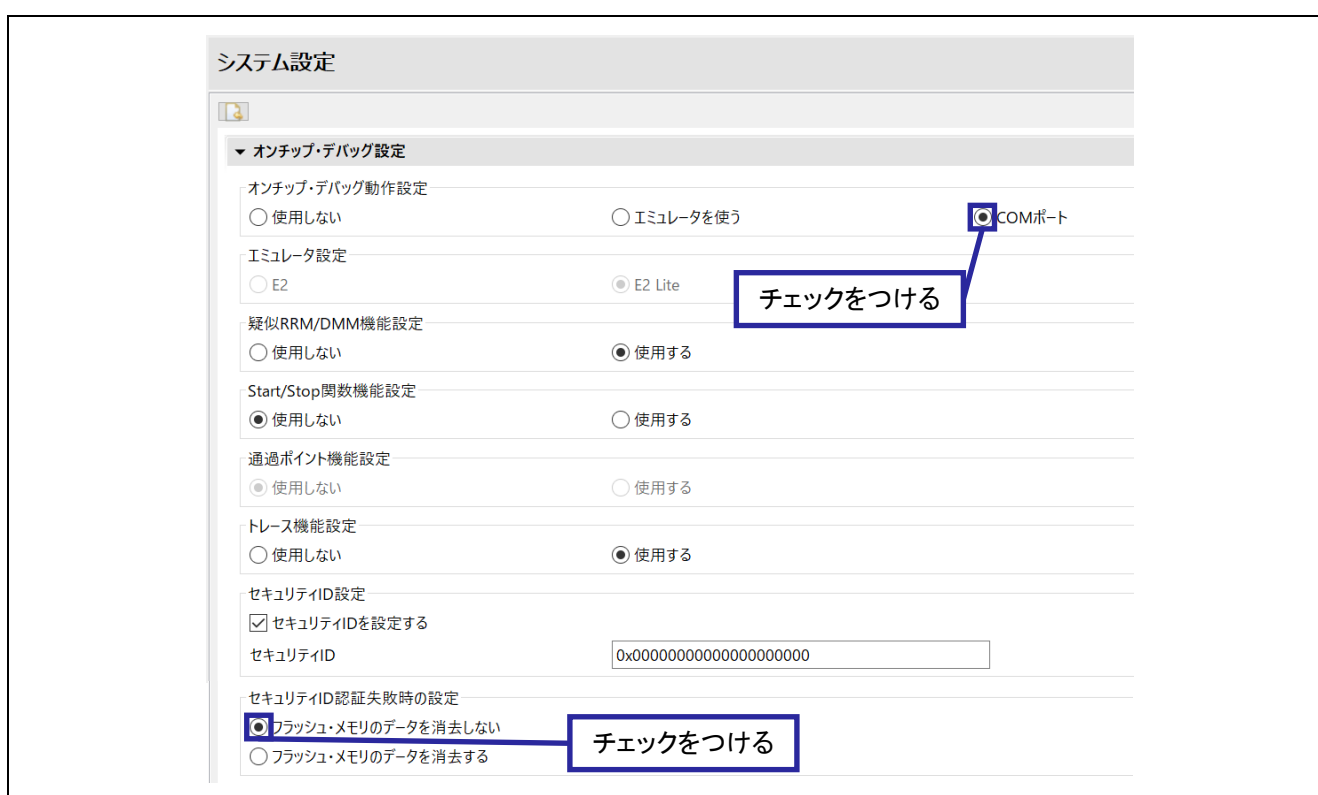 システム設定
オンチップ・デバッグ設定
オンチップ・デバッグ動作設定
使用しない エミュレータを使う COMポート
エミュレータ設定
E2 E2 Lite
チェックをつける
疑似RRM/DMM機能設定
使用しない 使用する
Start/Stop関数機能設定
使用しない 使用する
通過ポイント機能設定
使用しない 使用する
トレース機能設定
使用しない 使用する
セキュリティID設定
セキュリティIDを設定する
セキュリティID 0x00000000000000000000
セキュリティID認証失敗時の設定
フラッシュ・メモリのデータを消去しない
チェックをつける
フラッシュ・メモリのデータを消去する